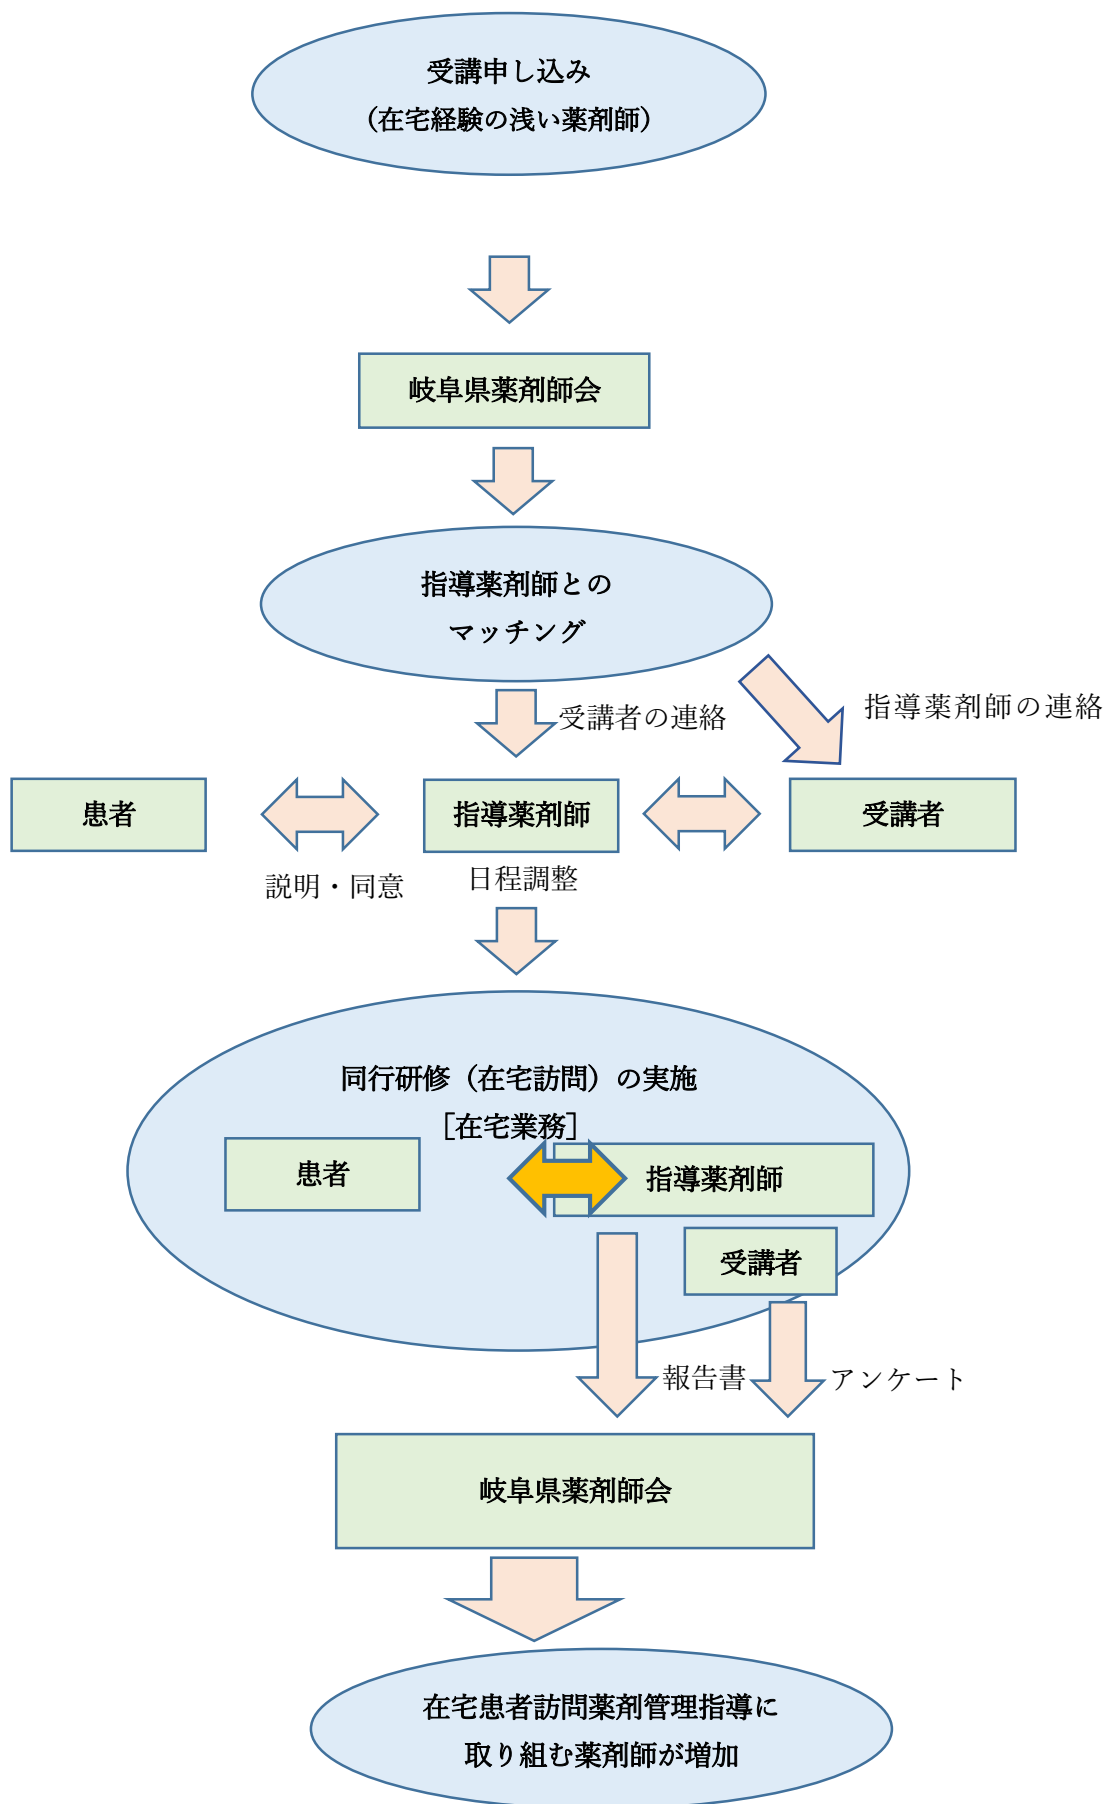 受講申し込み
（在宅経験の浅い薬剤師）
岐阜県薬剤師会
指導薬剤師との
マッチング
受講者の連絡
指導薬剤師の連絡
患者
指導薬剤師
受講者
説明・同意
日程調整
同行研修（在宅訪問）の実施
［在宅業務］
患者
指導薬剤師
受講者
報告書
アンケート
岐阜県薬剤師会
在宅患者訪問薬剤管理指導に
取り組む薬剤師が増加